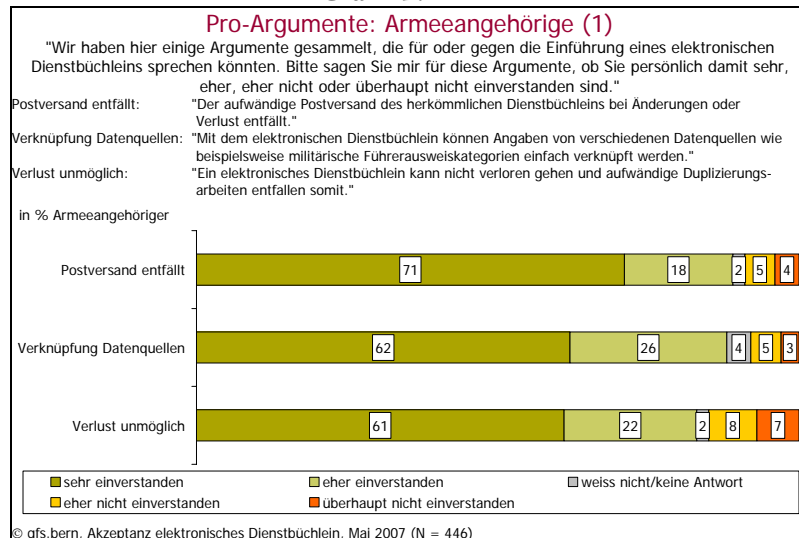 Pro-Argumente: Armeeangehörige (1)
"Wir haben hier einige Argumente gesammelt, die für oder gegen die Einführung eines elektronischen
Dienstbüchleins sprechen könnten. Bitte sagen Sie mir für diese Argumente, ob Sie persönlich damit sehr,
eher, eher nicht oder überhaupt nicht einverstanden sind."
Postversand entfällt: "Der aufwändige Postversand des herkömmlichen Dienstbüchleins bei Änderungen oder
Verlust entfällt."
Verknüpfung Datenquellen: "Mit dem elektronischen Dienstbüchlein können Angaben von verschiedenen Datenquellen wie
beispielsweise militärische Führerausweiskategorien einfach verknüpft werden."
Verlust unmöglich: "Ein elektronisches Dienstbüchlein kann nicht verloren gehen und aufwändige Duplizierungs-
arbeiten entfallen somit."
in % Armeeangehöriger
Postversand entfällt 71 18 2 5 4
Verknüpfung Datenquellen 62 26 4 5 3
Verlust unmöglich 61 22 2 8 7
sehr einverstanden eher einverstanden weiss nicht/keine Antwort
eher nicht einverstanden überhaupt nicht einverstanden
© gfs.bern, Akzeptanz elektronisches Dienstbüchlein, Mai 2007 (N = 446)